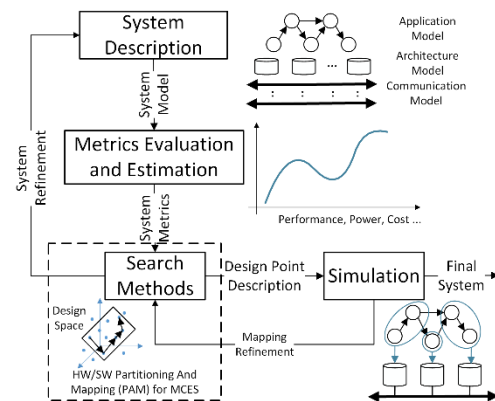 System
Description
Application
Model
Architecture
Model
...
Communication
Model
System
Model
Metrics Evaluation
and Estimation
System
Refinement
System
Metrics
Performance, Power, Cost ...
Search
Methods
Design Point
Description
Simulation
Final
System
Design
Space
Mapping
Refinement
HW/SW Partitioning And
Mapping (PAM) for MCES